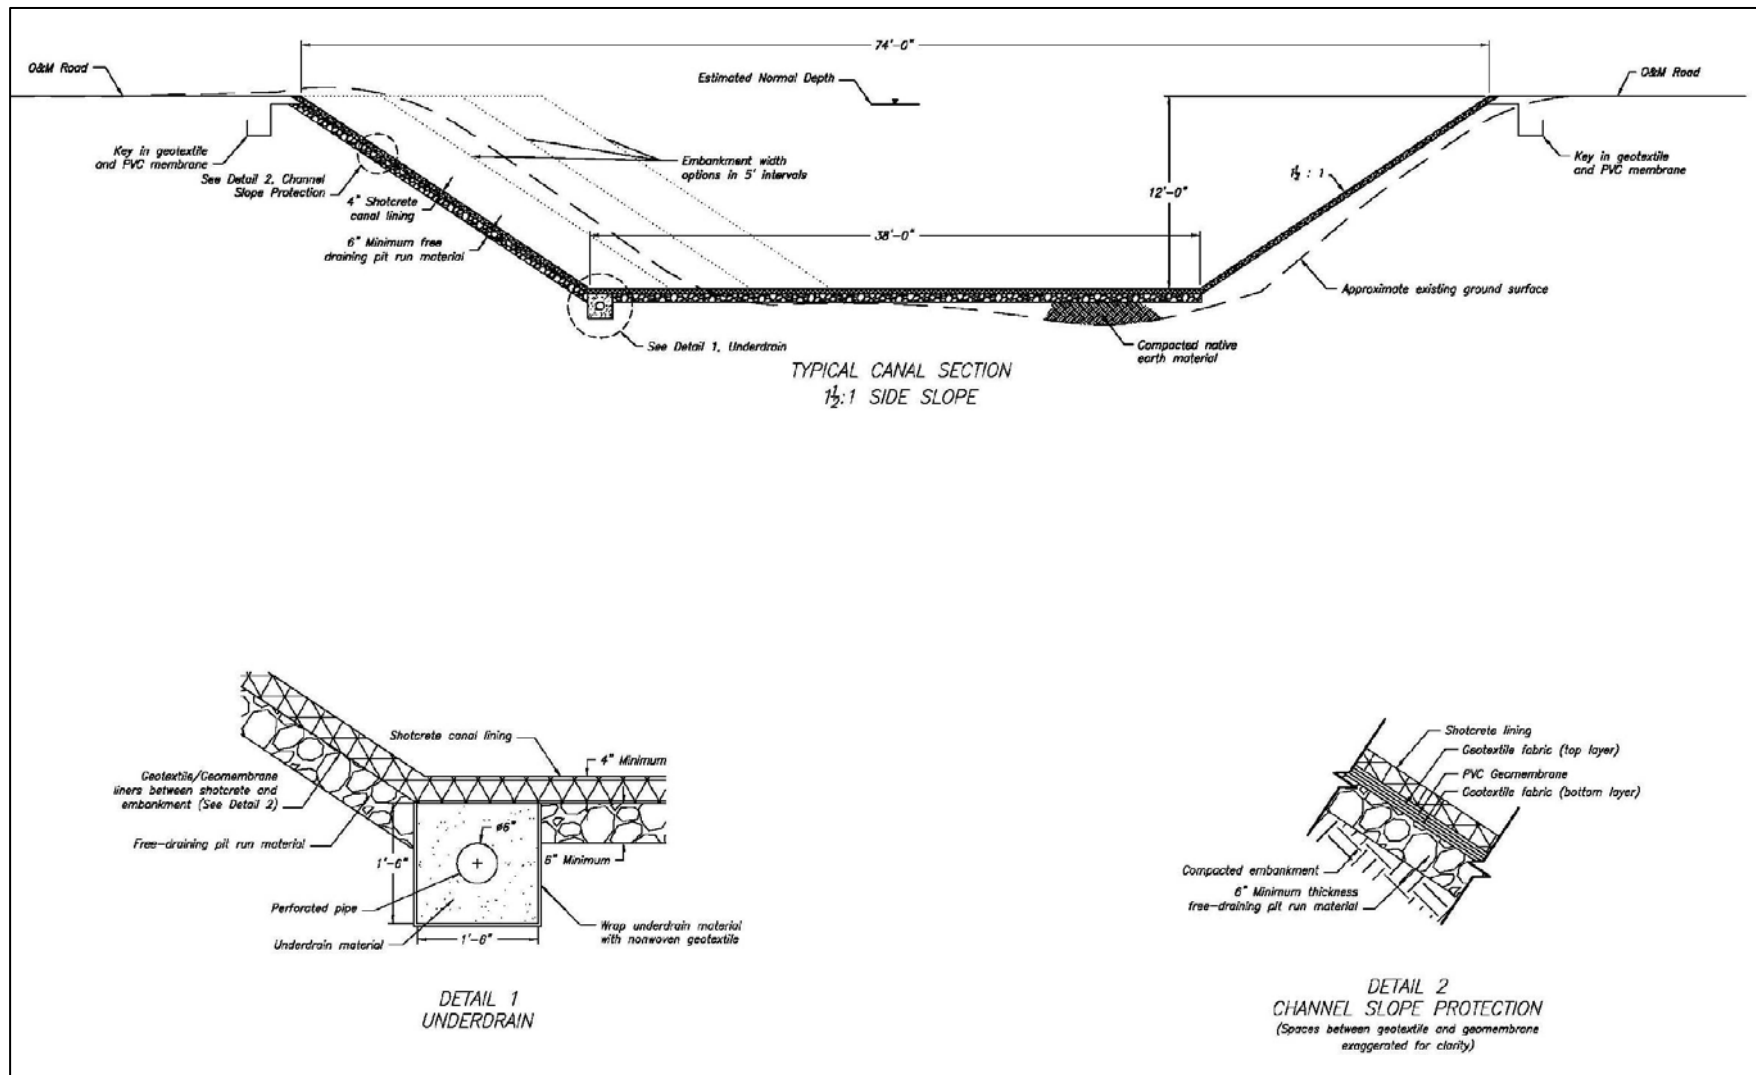 74'-0"
O&M Road
Estimated Normal Depth
O&M Road
Key in geotextile
and PVC membrane
See Detail 2, Channel
Slope Protection
4" Shotcrete
canal lining
6" Minimum free
draining pit run material
Embankment width
options in 5' intervals
38'-0"
12'-0"
1½ : 1
Key in geotextile
and PVC membrane
Approximate existing ground surface
See Detail 1, Underdrain
Compacted native
earth material
TYPICAL CANAL SECTION
1½:1 SIDE SLOPE
Shotcrete canal lining
4" Minimum
Geotextile/Geomembrane
liners between shotcrete and
embankment (See Detail 2)
Free-draining pit run material
ø6"
1'-6"
6" Minimum
Perforated pipe
Underdrain material
1'-6"
Wrap underdrain material
with nonwoven geotextile
DETAIL 1
UNDERDRAIN
Shotcrete lining
Geotextile fabric (top layer)
PVC Geomembrane
Geotextile fabric (bottom layer)
Compacted embankment
6" Minimum thickness
free-draining pit run material
DETAIL 2
CHANNEL SLOPE PROTECTION
(Spaces between geotextile and geomembrane
exaggerated for clarity)